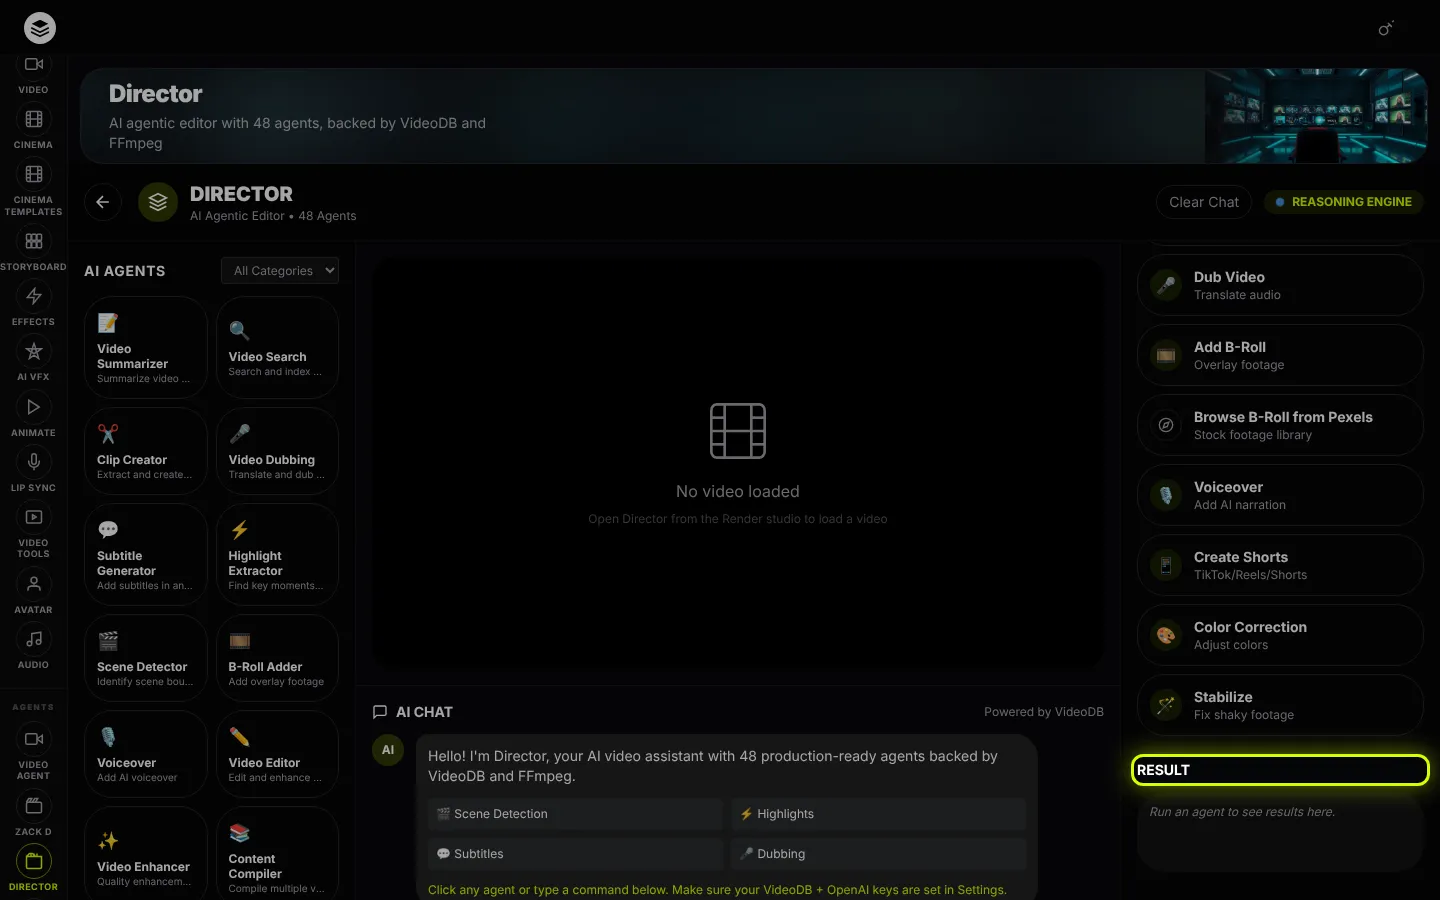 VIDEO
CINEMA
CINEMA
TEMPLATES
STORYBOARD
EFFECTS
AI VFX
ANIMATE
LIP SYNC
VIDEO
TOOLS
AVATAR
AUDIO
AGENTS
VIDEO
AGENT
ZACK D
DIRECTOR
Director
AI agentic editor with 48 agents, backed by VideoDB and
FFmpeg
DIRECTOR
AI Agentic Editor • 48 Agents
Clear Chat
REASONING ENGINE
AI AGENTS
All Categories
Video
Summarizer
Summarize video ...
Video Search
Search and index ...
Clip Creator
Extract and create...
Video Dubbing
Translate and dub ...
Subtitle
Generator
Add subtitles in an...
Highlight
Extractor
Find key moments...
Scene Detector
Identify scene bou...
B-Roll Adder
Add overlay footage
Voiceover
Add AI voiceover
Video Editor
Edit and enhance ...
Video Enhancer
Quality enhancem...
Content
Compiler
Compile multiple v...
No video loaded
Open Director from the Render studio to load a video
AI CHAT
Powered by VideoDB
AI
Hello! I'm Director, your AI video assistant with 48 production-ready agents backed by
VideoDB and FFmpeg.
Scene Detection
Highlights
Subtitles
Dubbing
Click any agent or type a command below. Make sure your VideoDB + OpenAI keys are set in Settings.
Dub Video
Translate audio
Add B-Roll
Overlay footage
Browse B-Roll from Pexels
Stock footage library
Voiceover
Add AI narration
Create Shorts
TikTok/Reels/Shorts
Color Correction
Adjust colors
Stabilize
Fix shaky footage
RESULT
Run an agent to see results here.